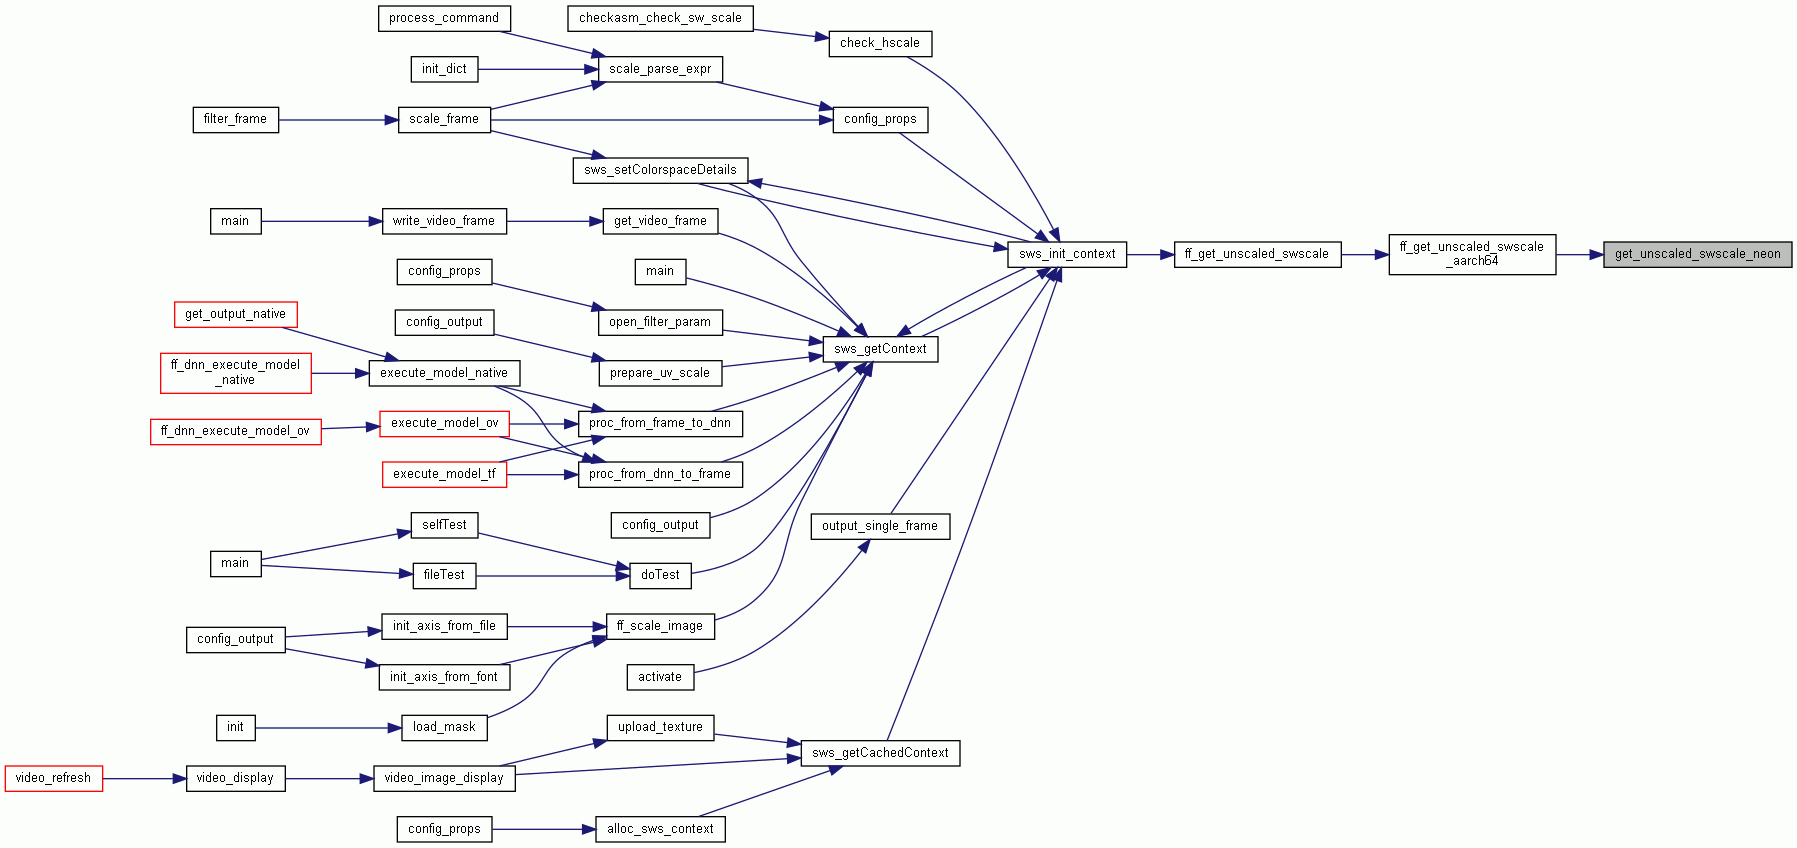 process_command
checkasm_check_sw_scale
check_hscale
init_dict
scale_parse_expr
filter_frame
scale_frame
config_props
sws_setColorspaceDetails
main
write_video_frame
get_video_frame
sws_init_context
ff_get_unscaled_swscale
ff_get_unscaled_swscale
_aarch64
get_unscaled_swscale_neon
config_props
main
get_output_native
config_output
open_filter_param
sws_getContext
ff_dnn_execute_model
_native
execute_model_native
prepare_uv_scale
ff_dnn_execute_model_ov
execute_model_ov
proc_from_frame_to_dnn
execute_model_tf
proc_from_dnn_to_frame
selfTest
config_output
output_single_frame
main
fileTest
doTest
config_output
init_axis_from_file
ff_scale_image
init_axis_from_font
activate
init
load_mask
upload_texture
sws_getCachedContext
video_refresh
video_display
video_image_display
config_props
alloc_sws_context